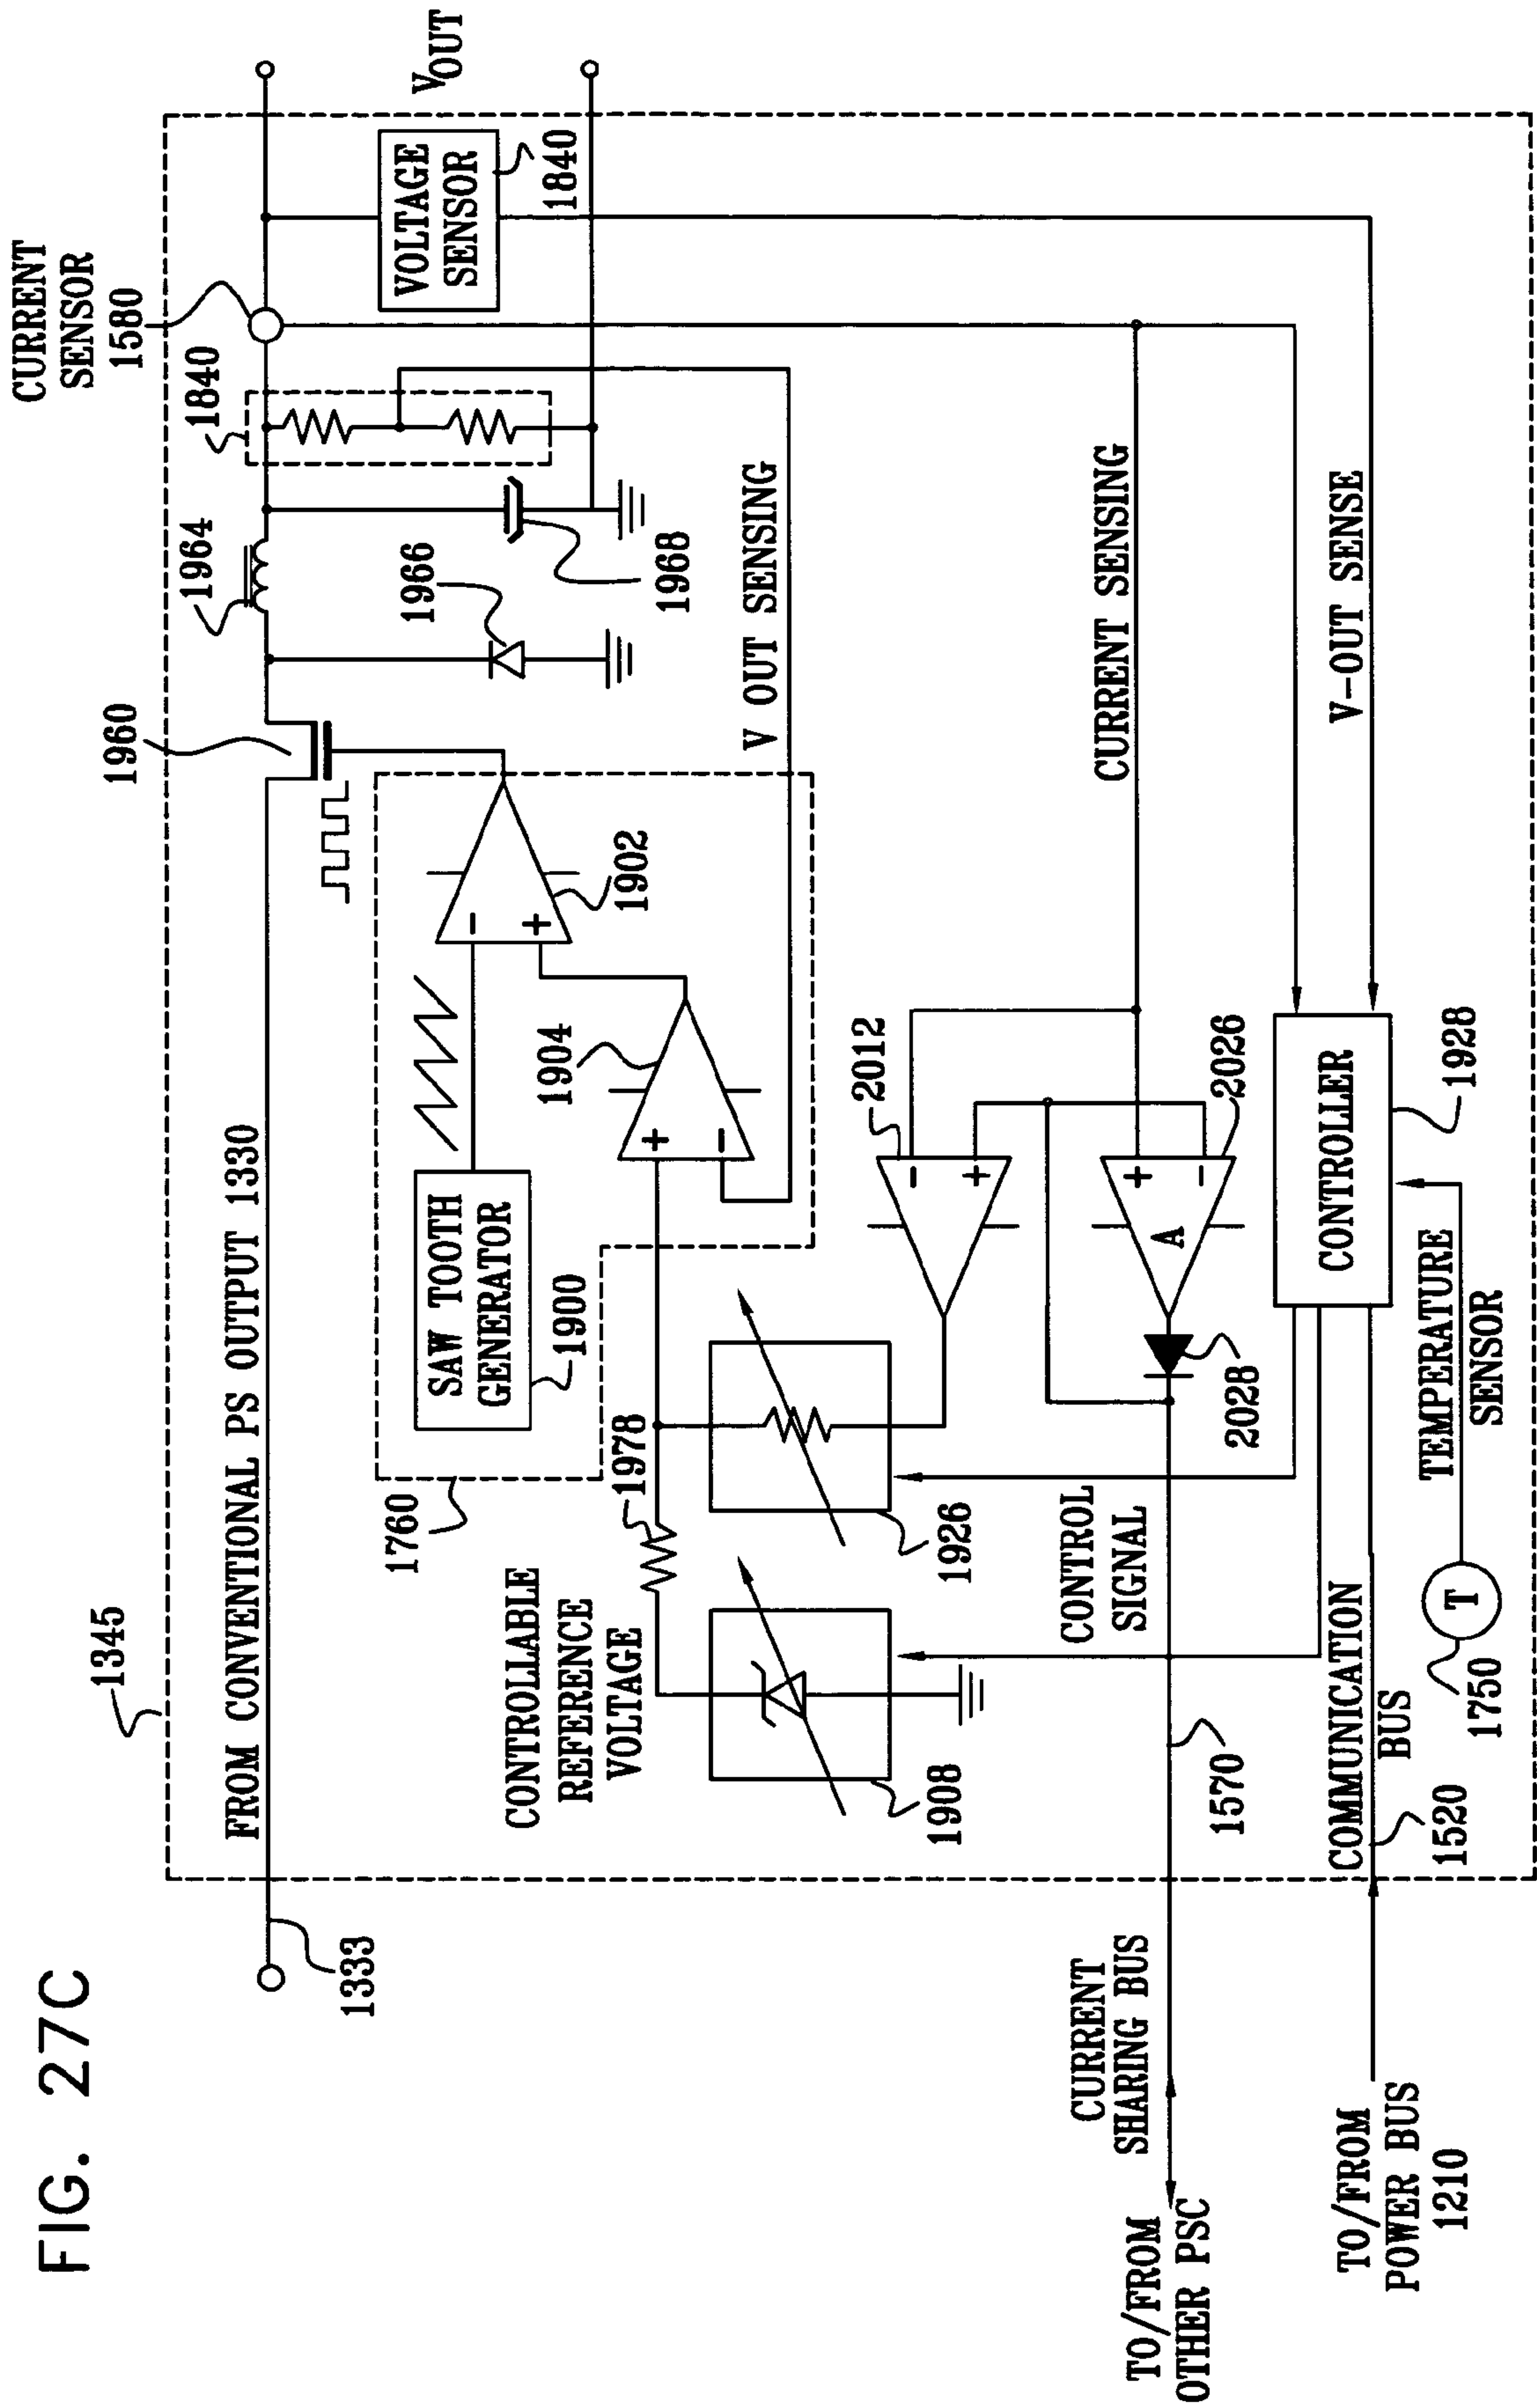 FIG. 27C
1345
FROM CONVENTIONAL PS OUTPUT 1330
1333
1960
1964
1966
1968
CURRENT
SENSOR
1580
1840
VOUT
VOLTAGE
SENSOR
1840
1760
SAW TOOTH
GENERATOR
1900
-
+
1902
1904
+
-
V OUT SENSING
CONTROLLABLE
REFERENCE
VOLTAGE
1978
1908
1926
2012
-
+
CURRENT SENSING
CONTROL
SIGNAL
2028
A
+
-
2026
CURRENT
SHARING BUS
TO/FROM
OTHER PSC
1570
V-OUT SENSE
CONTROLLER
1928
COMMUNICATION
BUS
1520
TO/FROM
POWER BUS
1210
T
1750
TEMPERATURE
SENSOR